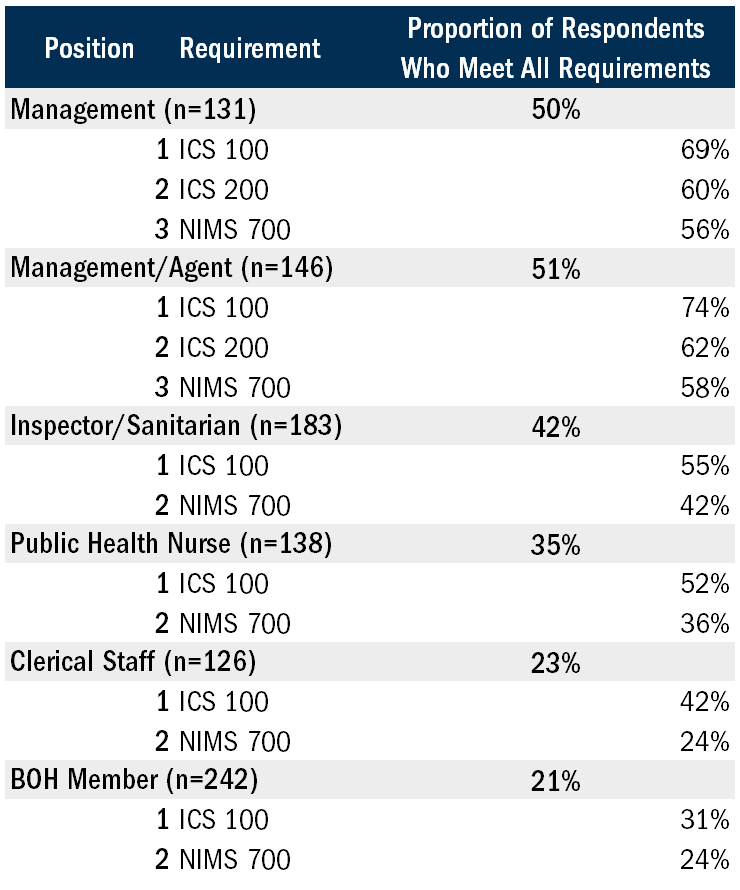 Position Requirement Proportion of Respondents
Who Meet All Requirements
Management (n=131) 50%
1 ICS 100 69%
2 ICS 200 60%
3 NIMS 700 56%
Management/Agent (n=146) 51%
1 ICS 100 74%
2 ICS 200 62%
3 NIMS 700 58%
Inspector/Sanitarian (n=183) 42%
1 ICS 100 55%
2 NIMS 700 42%
Public Health Nurse (n=138) 35%
1 ICS 100 52%
2 NIMS 700 36%
Clerical Staff (n=126) 23%
1 ICS 100 42%
2 NIMS 700 24%
BOH Member (n=242) 21%
1 ICS 100 31%
2 NIMS 700 24%